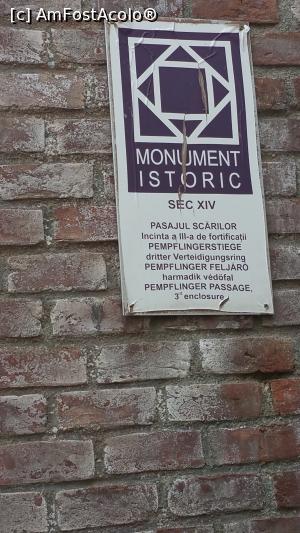 [c] AmFostAcolo®
MONUMENT
ISTORIC
SEC XIV
PASAJUL SCĂRILOR
Incinta a III-a de fortificații
PEMPFLINGERSTIEGE
dritter Verteidigungsring
PEMPFLINGER FELJÁRÓ
harmadik védőfal
PEMPFLINGER PASSAGE,
3rd enclosure